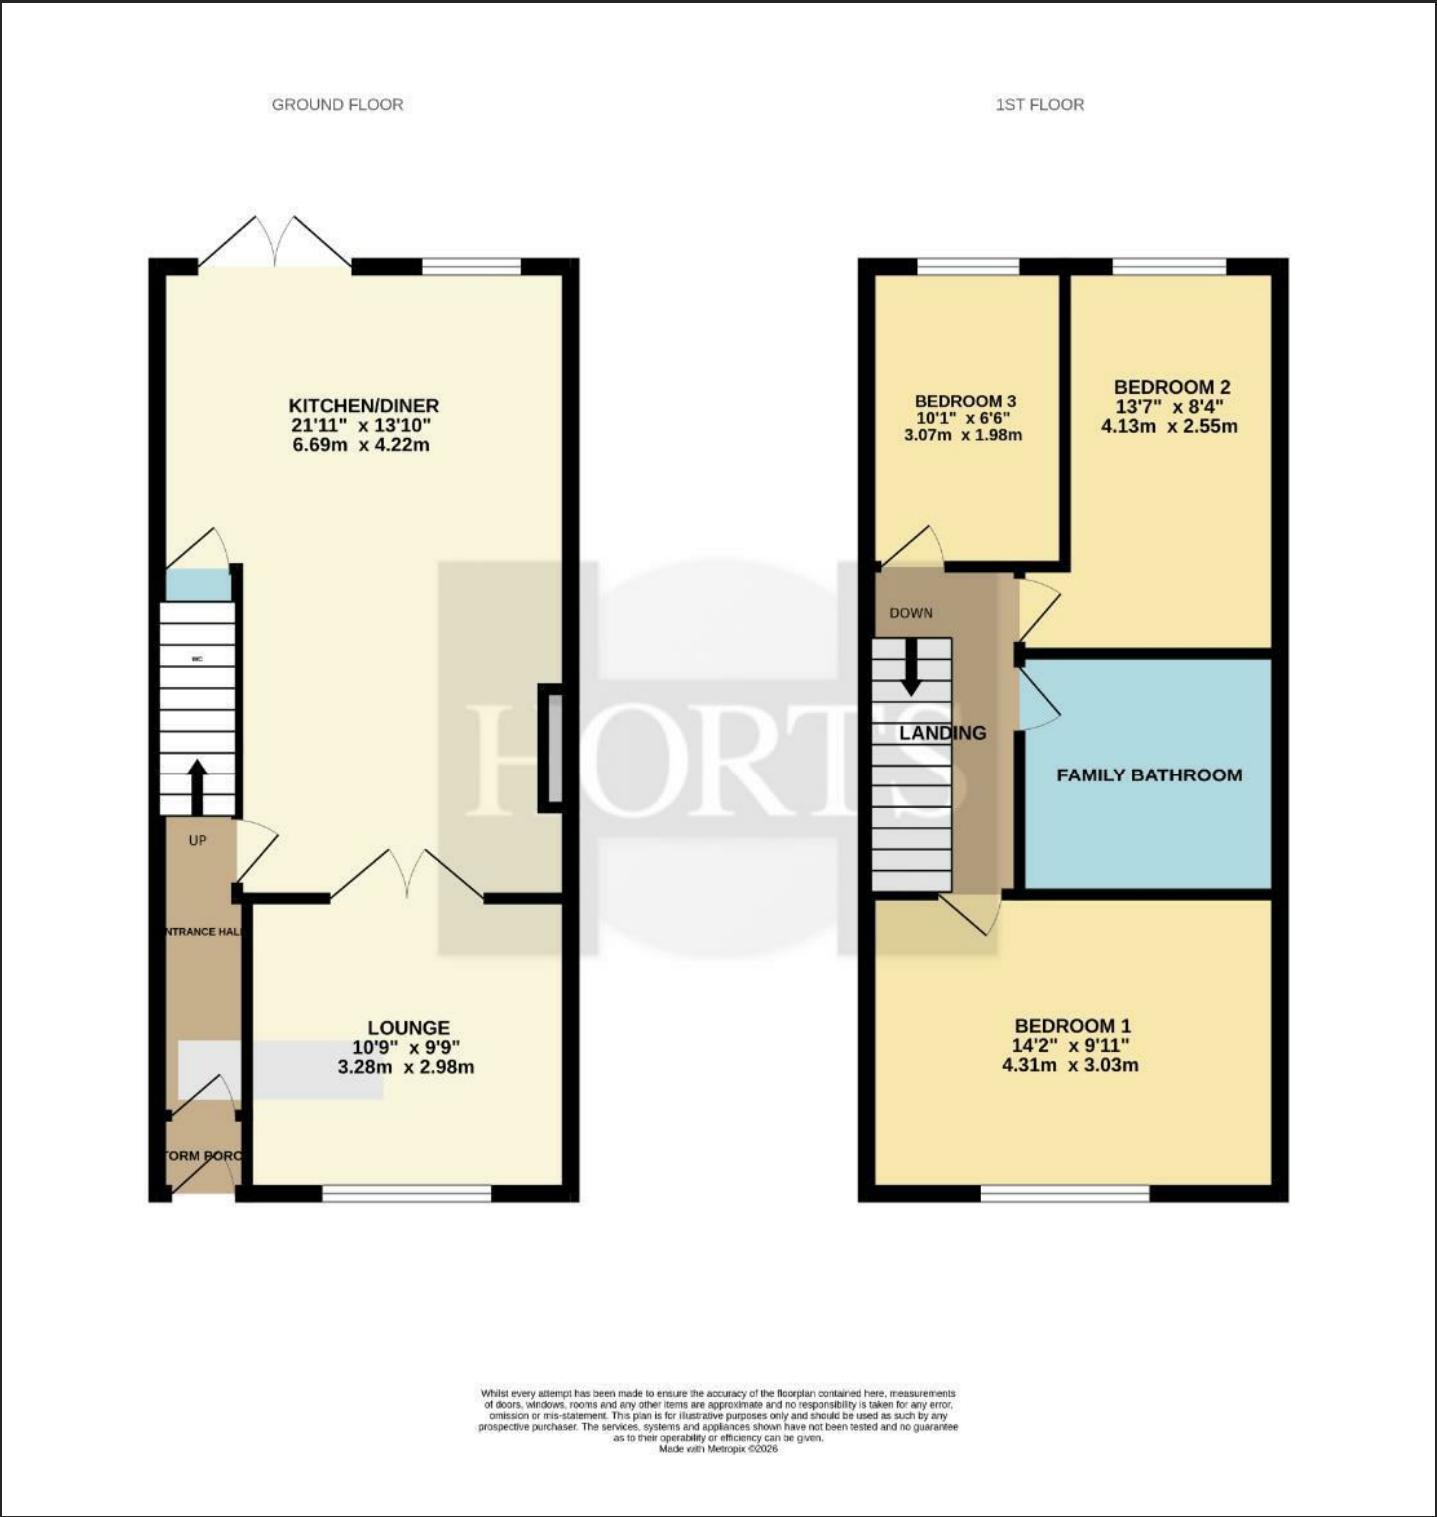 GROUND FLOOR
KITCHEN/DINER
21'11" x 13'10"
6.69m x 4.22m
WC
UP
NTRANCE HAL
LOUNGE
10'9" x 9'9"
3.28m x 2.98m
TORM PORC
1ST FLOOR
BEDROOM 3
10'1" x 6'6"
3.07m x 1.98m
BEDROOM 2
13'7" x 8'4"
4.13m x 2.55m
DOWN
LANDING
FAMILY BATHROOM
BEDROOM 1
14'2" x 9'11"
4.31m x 3.03m
HORTS
Whilst every attempt has been made to ensure the accuracy of the floorplan contained here, measurements
of doors, windows, rooms and any other items are approximate and no responsibility is taken for any error,
omission or mis-statement. This plan is for illustrative purposes only and should be used as such by any
prospective purchaser. The services, systems and appliances shown have not been tested and no guarantee
as to their operability or efficiency can be given.
Made with Metropix ©2026